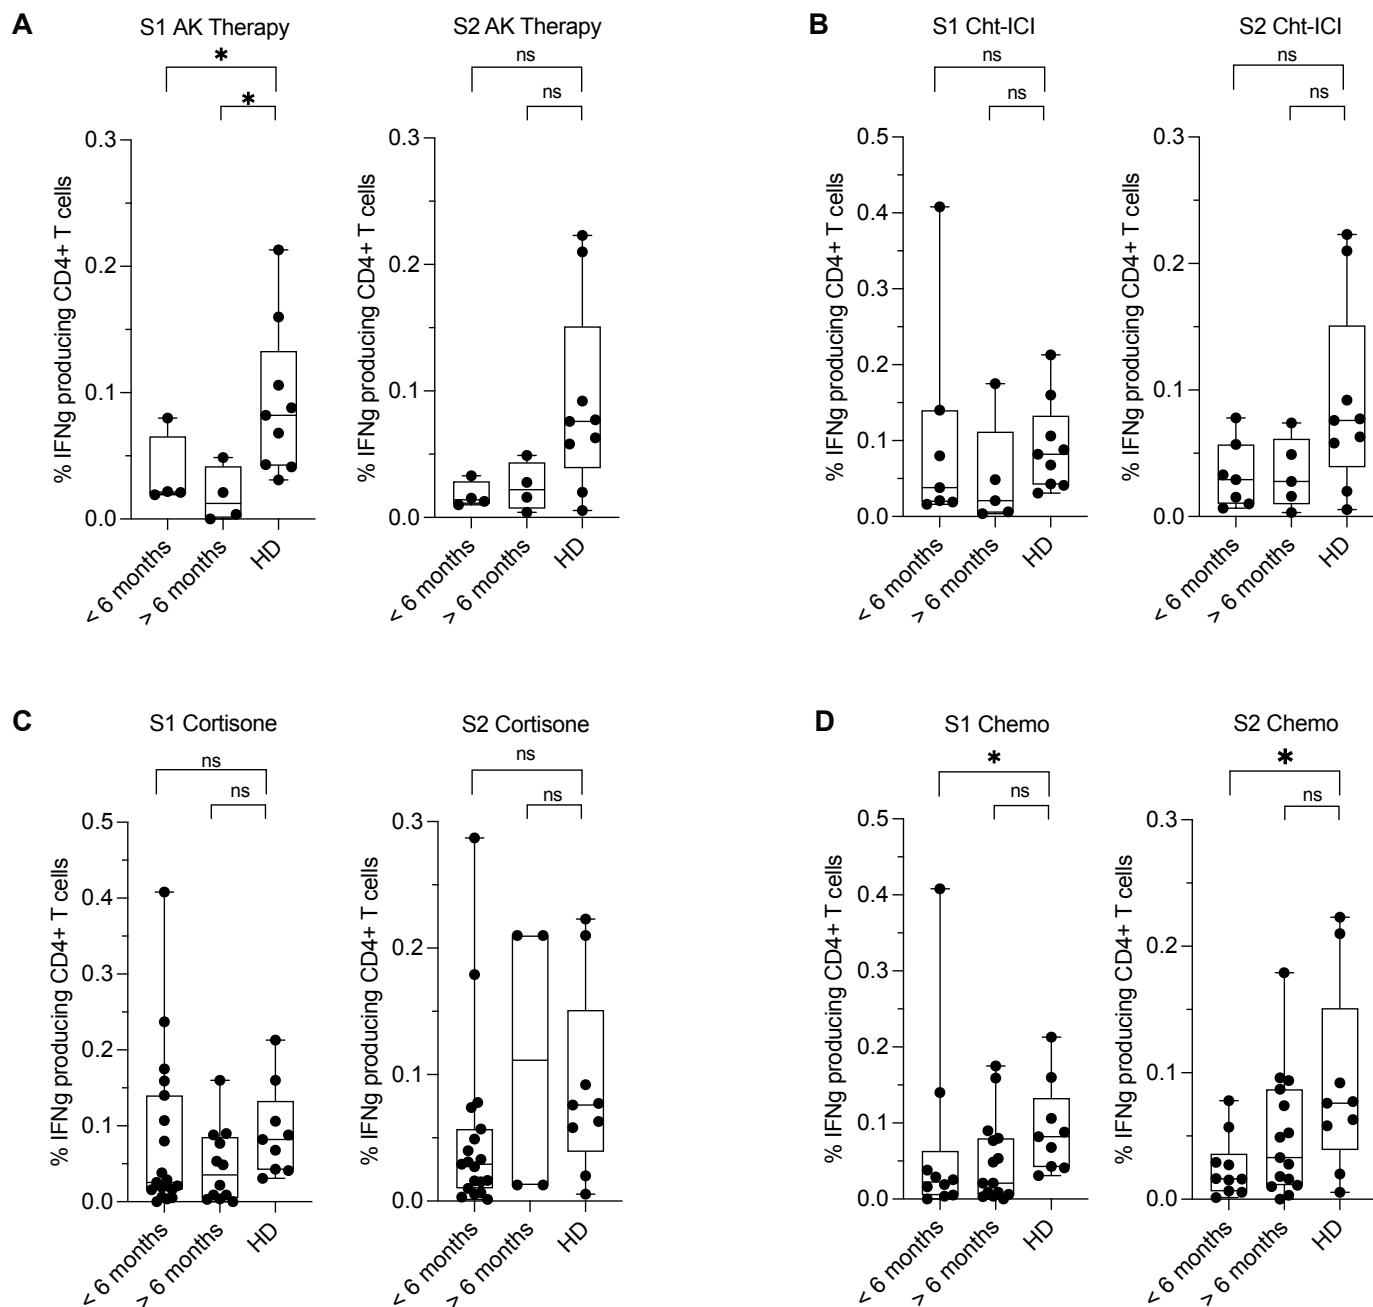 A
S1 AK Therapy
*
*
% IFNg producing CD4+ T cells
0.3
0.2
0.1
0.0
< 6 months
> 6 months
HD
S2 AK Therapy
ns
ns
% IFNg producing CD4+ T cells
0.3
0.2
0.1
0.0
< 6 months
> 6 months
HD
B
S1 Cht-ICI
ns
ns
% IFNg producing CD4+ T cells
0.5
0.4
0.3
0.2
0.1
0.0
< 6 months
> 6 months
HD
S2 Cht-ICI
ns
ns
% IFNg producing CD4+ T cells
0.3
0.2
0.1
0.0
< 6 months
> 6 months
HD
C
S1 Cortisone
ns
ns
% IFNg producing CD4+ T cells
0.5
0.4
0.3
0.2
0.1
0.0
< 6 months
> 6 months
HD
S2 Cortisone
ns
ns
% IFNg producing CD4+ T cells
0.3
0.2
0.1
0.0
< 6 months
> 6 months
HD
D
S1 Chemo
*
ns
% IFNg producing CD4+ T cells
0.5
0.4
0.3
0.2
0.1
0.0
< 6 months
> 6 months
HD
S2 Chemo
*
ns
% IFNg producing CD4+ T cells
0.3
0.2
0.1
0.0
< 6 months
> 6 months
HD